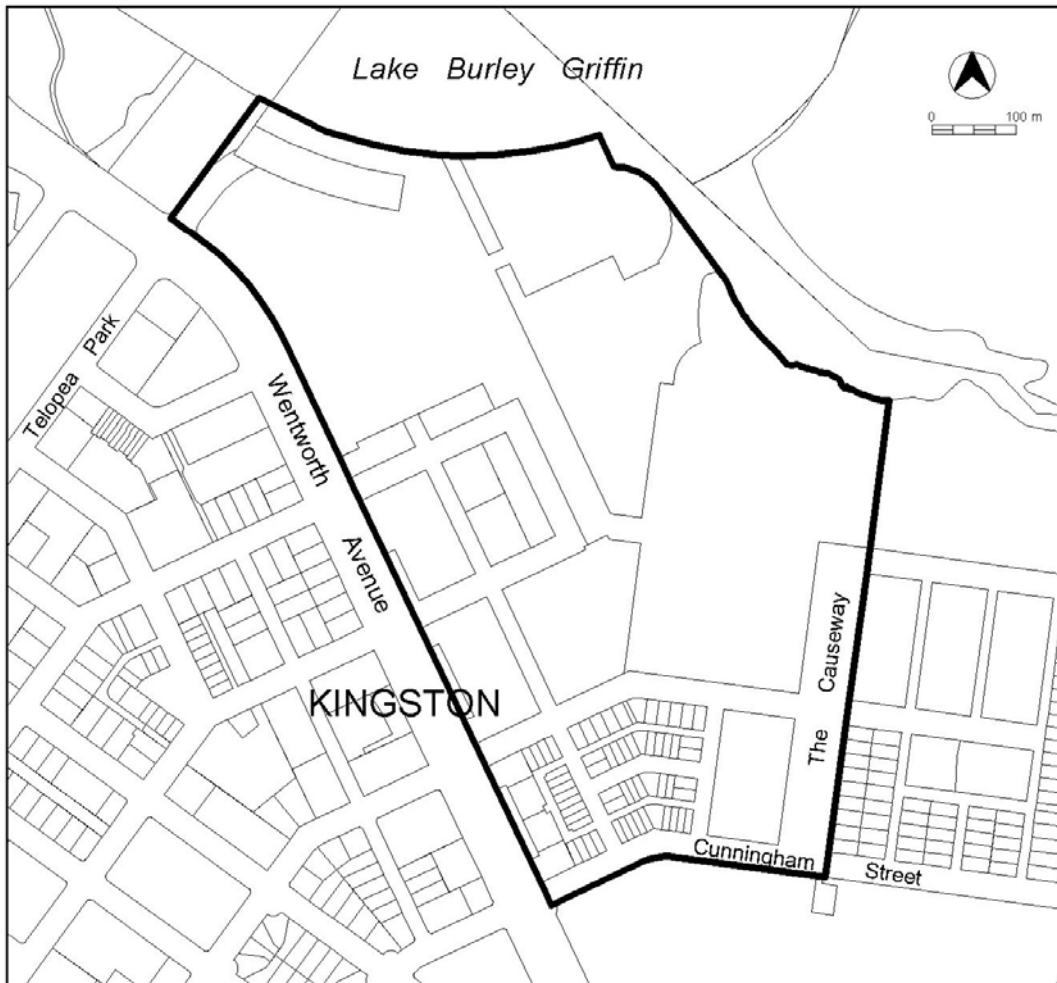 Lake Burley Griffin
0 100 m
Telopea Park
Wentworth
Avenue
KINGSTON
The Causeway
Cunningham
Street